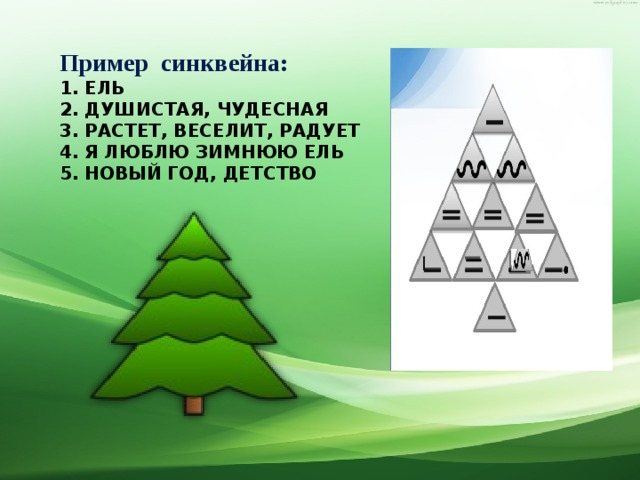 Пример синквейна:
1. ЕЛЬ
2. ДУШИСТАЯ, ЧУДЕСНАЯ
3. РАСТЕТ, ВЕСЕЛИТ, РАДУЕТ
4. Я ЛЮБЛЮ ЗИМНЮЮ ЕЛЬ
5. НОВЫЙ ГОД, ДЕТСТВО